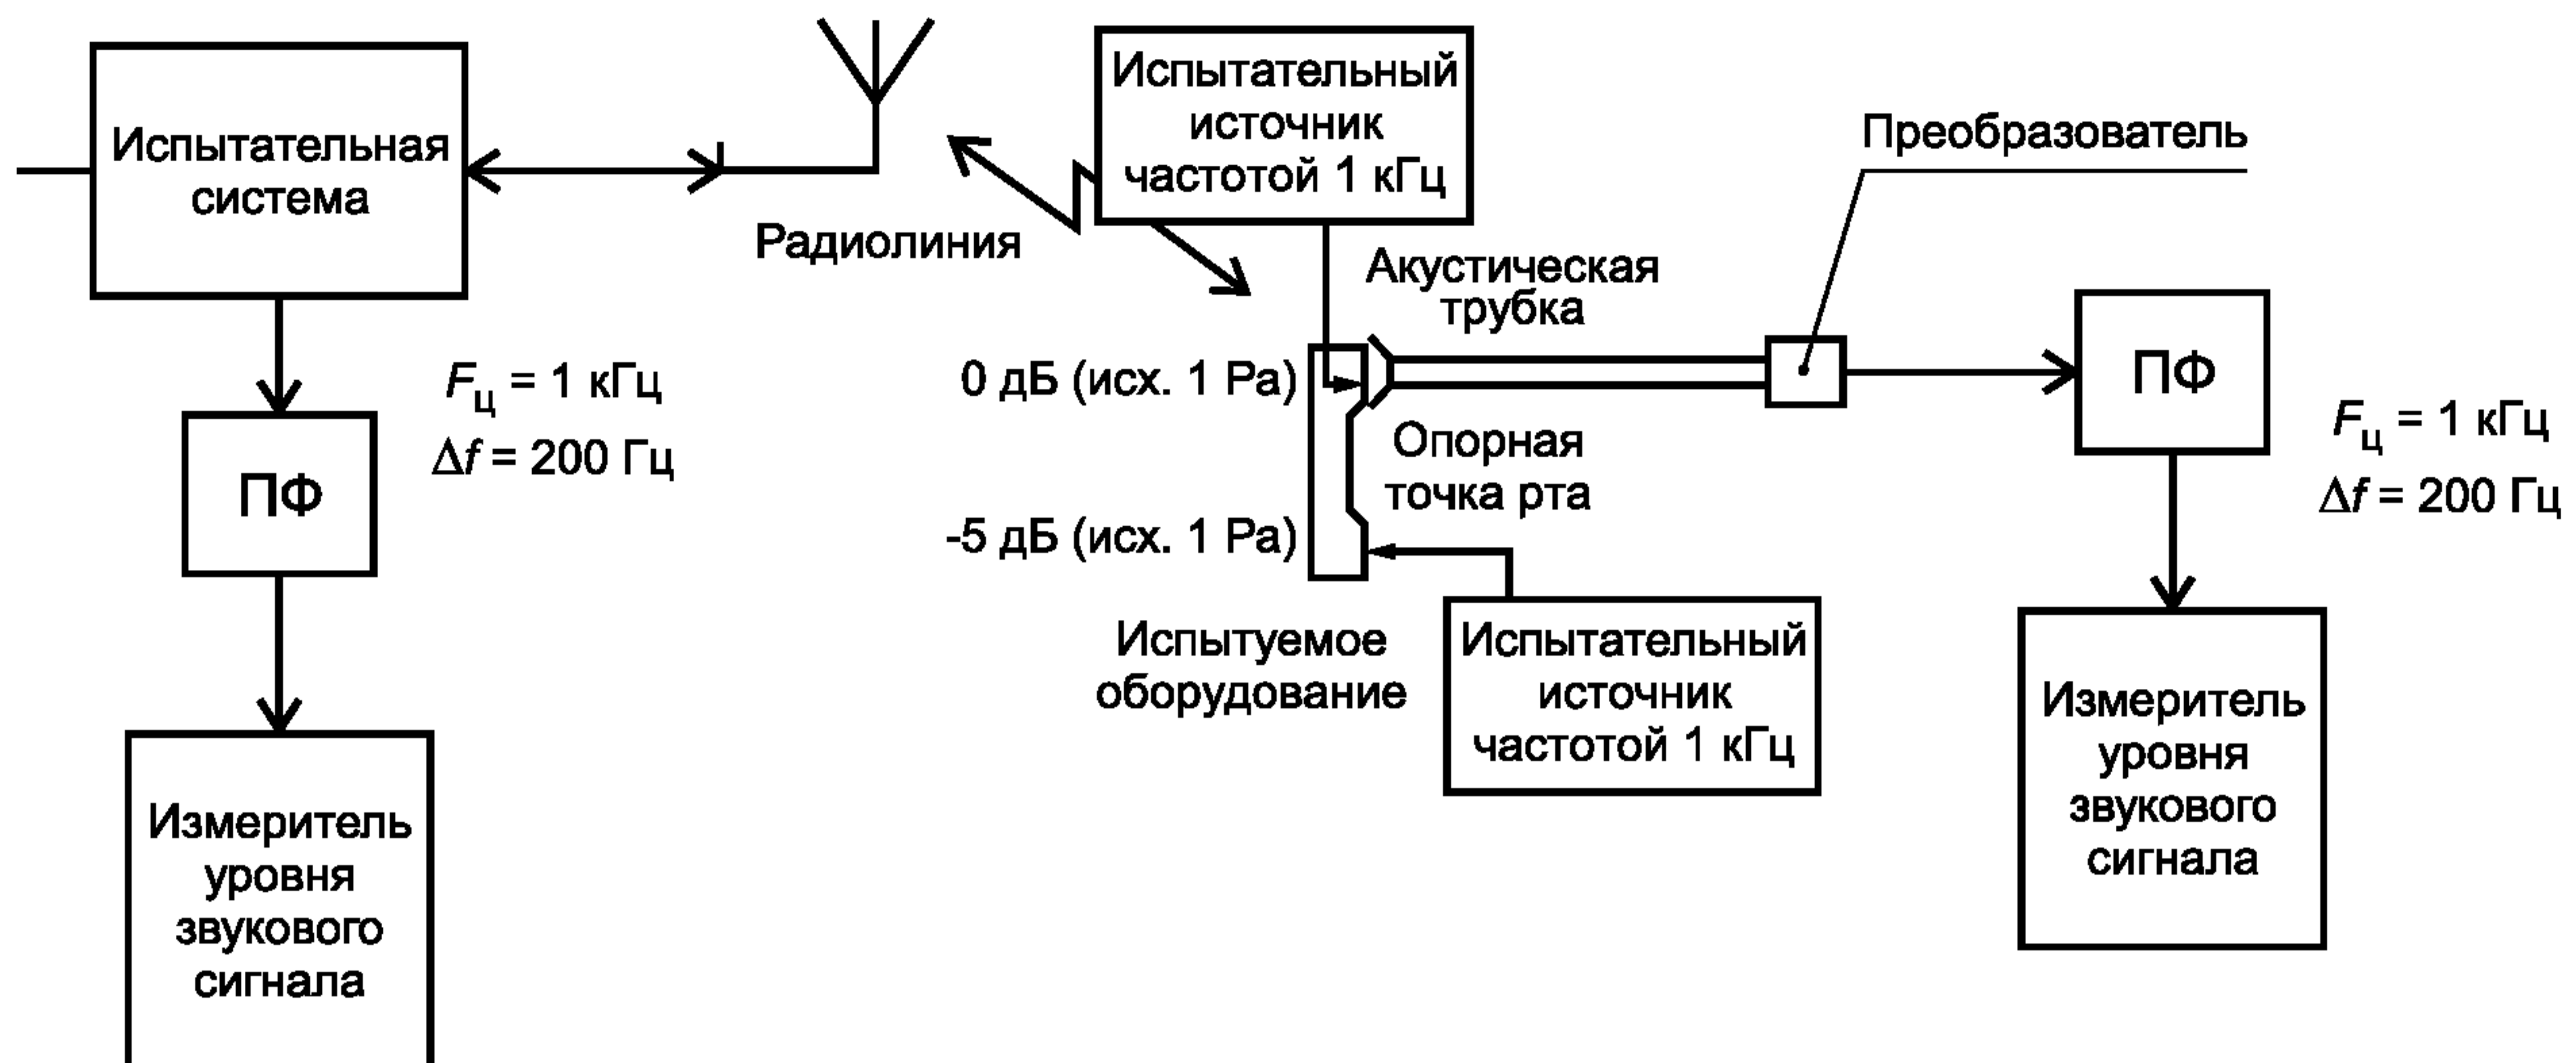 Испытательная
система
Радиолиния
Испытательный
источник
частотой 1 кГц
Преобразователь
Акустическая
трубка
Fц = 1 кГц
Δf = 200 Гц
ПФ
0 дБ (исх. 1 Pa)
Опорная
точка рта
-5 дБ (исх. 1 Pa)
ПФ
Fц = 1 кГц
Δf = 200 Гц
Испытуемое
оборудование
Испытательный
источник
частотой 1 кГц
Измеритель
уровня
звукового
сигнала
Измеритель
уровня
звукового
сигнала